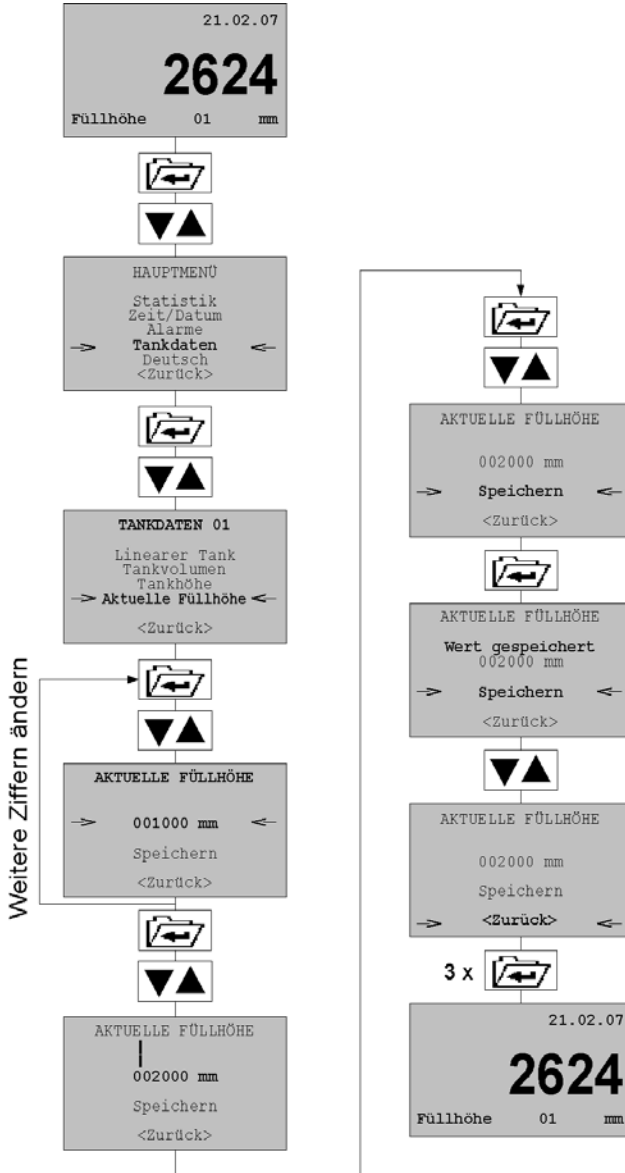 21.02.07
2624
Füllhöhe 01 mm
HAUPTMENÜ
Statistik
Zeit/Datum
Alarme
-> Tankdaten <-
Deutsch
<Zurück>
TANKDATEN 01
Linearer Tank
Tankvolumen
Tankhöhe
-> Aktuelle Füllhöhe <-
<Zurück>
Weitere Ziffern ändern
AKTUELLE FÜLLHÖHE
-> 001000 mm <-
Speichern
<Zurück>
AKTUELLE FÜLLHÖHE
002000 mm
Speichern
<Zurück>
AKTUELLE FÜLLHÖHE
002000 mm
-> Speichern <-
<Zurück>
AKTUELLE FÜLLHÖHE
Wert gespeichert
002000 mm
-> Speichern <-
<Zurück>
AKTUELLE FÜLLHÖHE
002000 mm
Speichern
-> <Zurück> <-
3 x
21.02.07
2624
Füllhöhe 01 mm